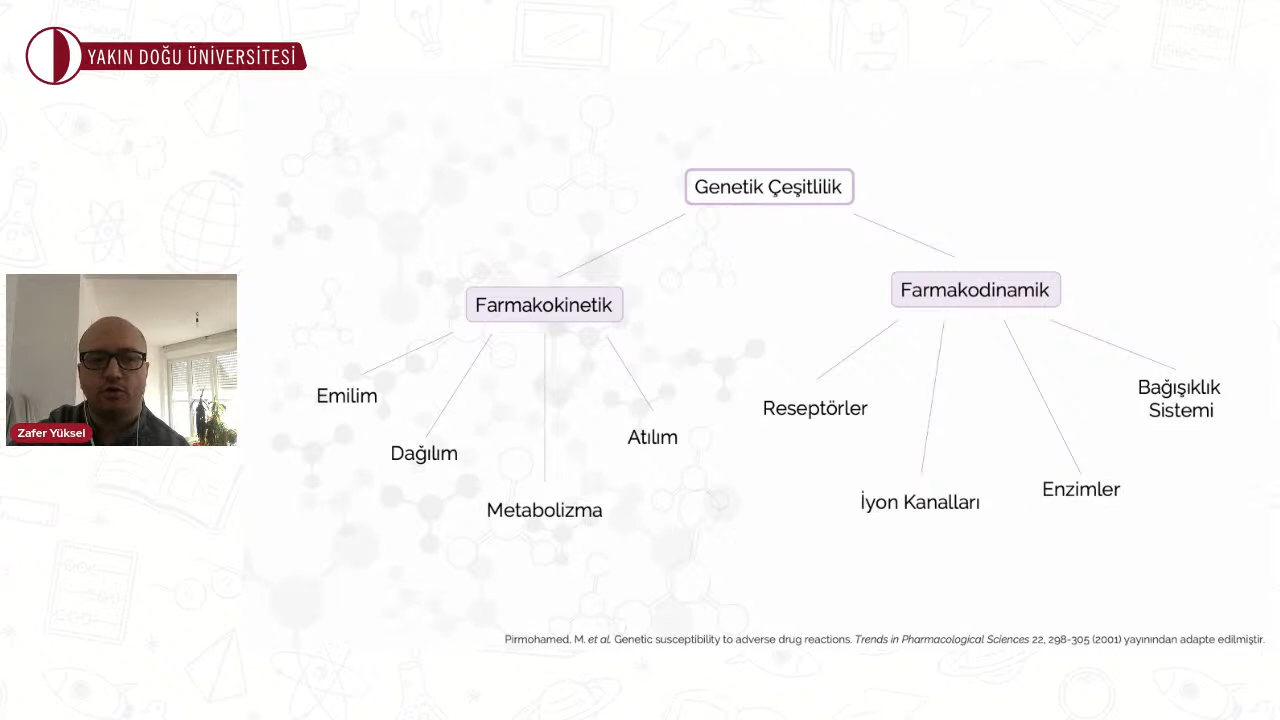 YAKIN DOĞU ÜNİVERSİTESİ
Genetik Çeşitlilik
Farmakokinetik
Farmakodinamik
Emilim
Dağılım
Metabolizma
Atılım
Reseptörler
İyon Kanalları
Enzimler
Bağışıklık
Sistemi
Zafer Yüksel
Pirmohamed, M. et al. Genetic susceptibility to adverse drug reactions. Trends in Pharmacological Sciences 22, 298-305 (2001) yayınından adapte edilmiştir.